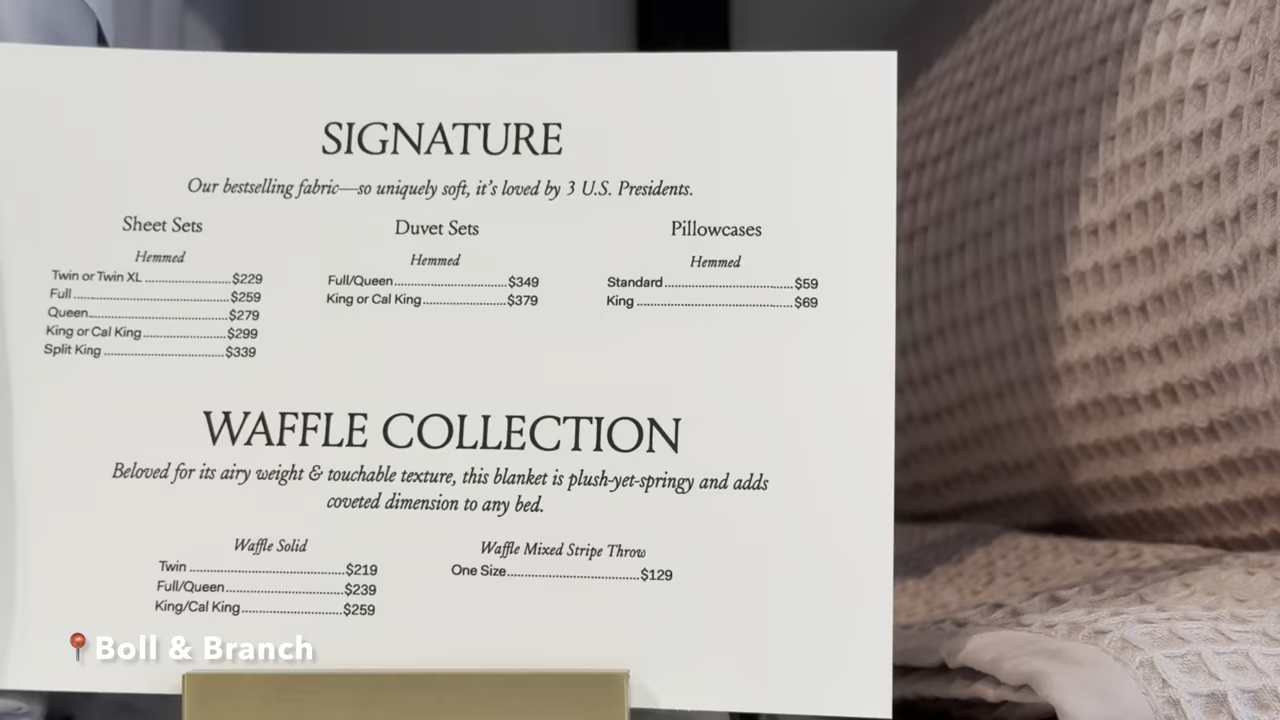 SIGNATURE
Our bestselling fabric—so uniquely soft, it's loved by 3 U.S. Presidents.
Sheet Sets
Hemmed
Twin or Twin XL ..............................$229
Full ..............................................$259
Queen..........................................$279
King or Cal King.....................$299
Split King ..............................$339
Duvet Sets
Hemmed
Full/Queen..............................$349
King or Cal King.....................$379
Pillowcases
Hemmed
Standard.................................$59
King ........................................$69
WAFFLE COLLECTION
Beloved for its airy weight & touchable texture, this blanket is plush-yet-springy and adds
coveted dimension to any bed.
Waffle Solid
Twin .......................................$219
Full/Queen..............................$239
King/Cal King.........................$259
Waffle Mixed Stripe Throw
One Size.................................$129
📍Boll & Branch